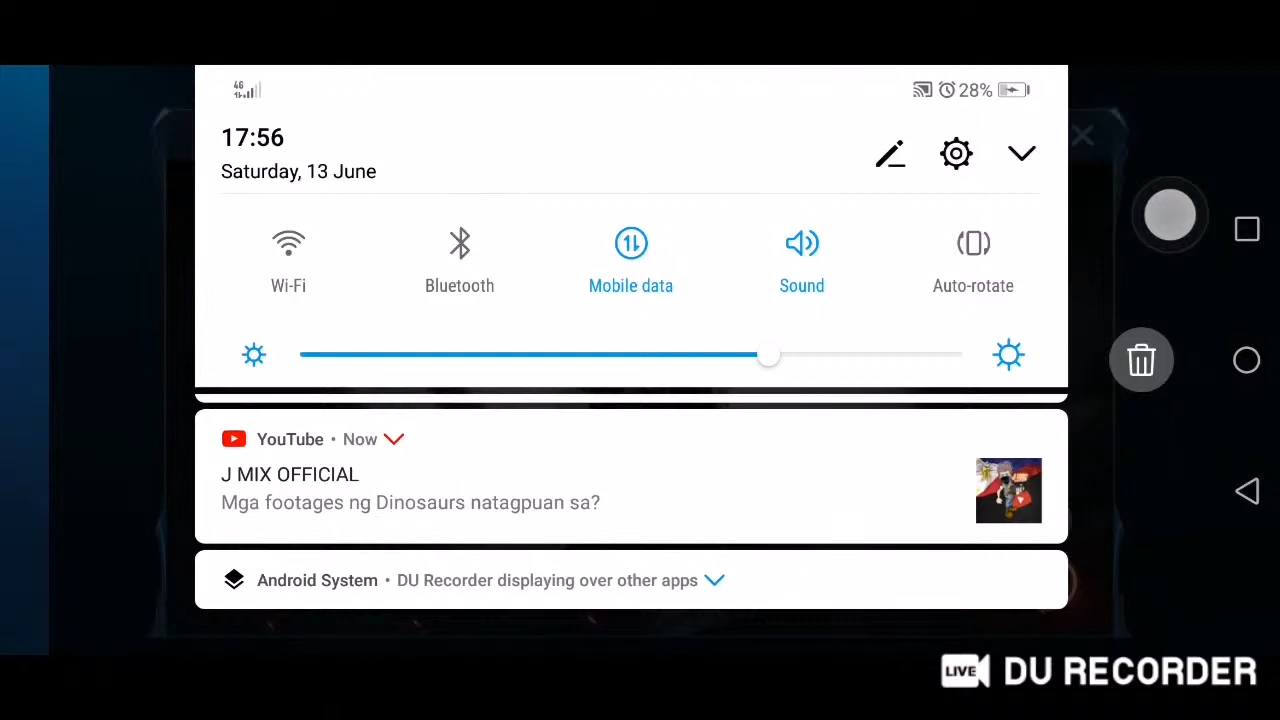 4G
28%
17:56
Saturday, 13 June
Wi-Fi
Bluetooth
Mobile data
Sound
Auto-rotate
YouTube • Now
J MIX OFFICIAL
Mga footages ng Dinosaurs natagpuan sa?
Android System • DU Recorder displaying over other apps
LIVE DU RECORDER